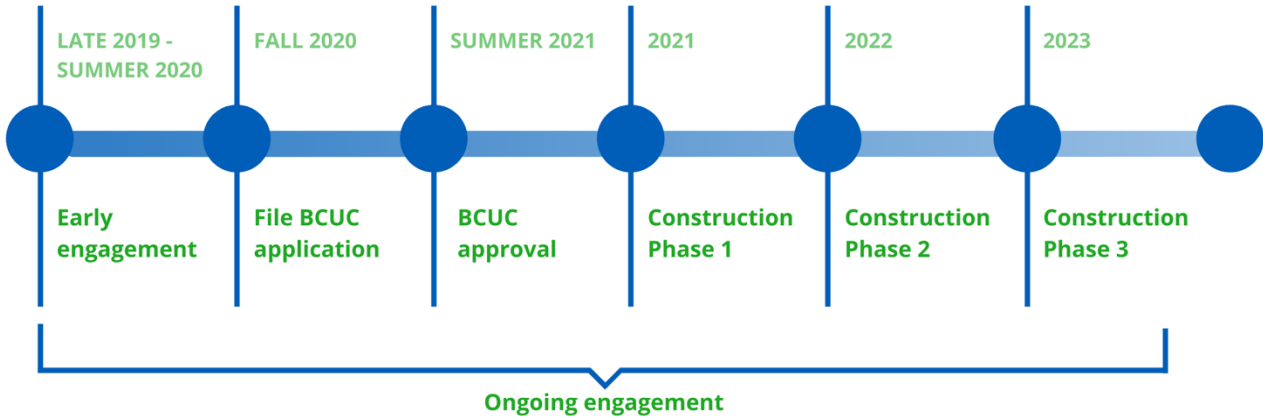 LATE 2019 -
SUMMER 2020
FALL 2020
SUMMER 2021
2021
2022
2023
Early
engagement
File BCUC
application
BCUC
approval
Construction
Phase 1
Construction
Phase 2
Construction
Phase 3
Ongoing engagement